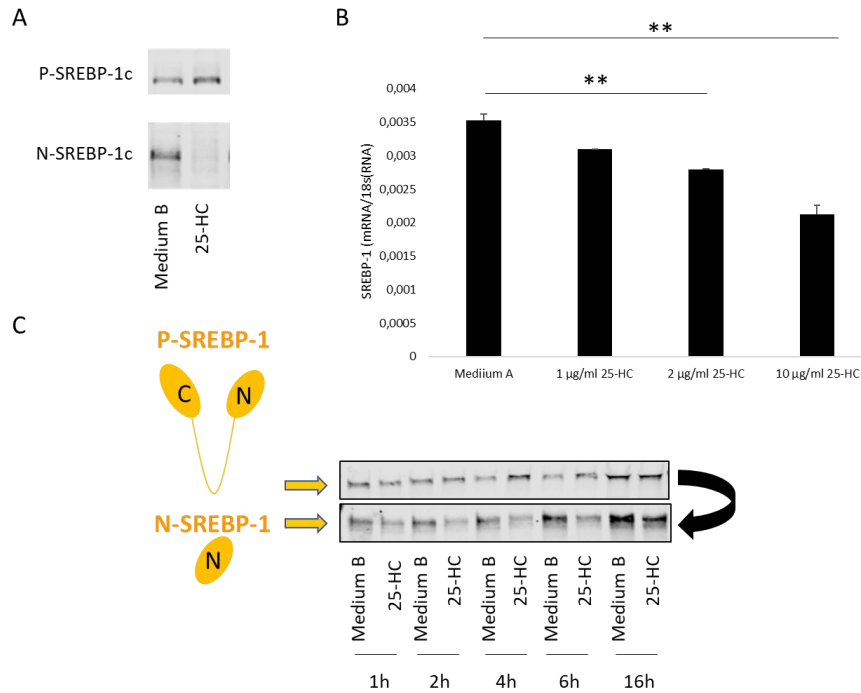 A
P-SREBP-1c
N-SREBP-1c
Medium B
25-HC
B
**
**
SREBP-1 (mRNA/18s(RNA)
0,004
0,0035
0,003
0,0025
0,002
0,0015
0,001
0,0005
0
Mediium A
1 µg/ml 25-HC
2 µg/ml 25-HC
10 µg/ml 25-HC
C
P-SREBP-1
C
N
N-SREBP-1
N
Medium B
25-HC
Medium B
25-HC
Medium B
25-HC
Medium B
25-HC
Medium B
25-HC
1h
2h
4h
6h
16h